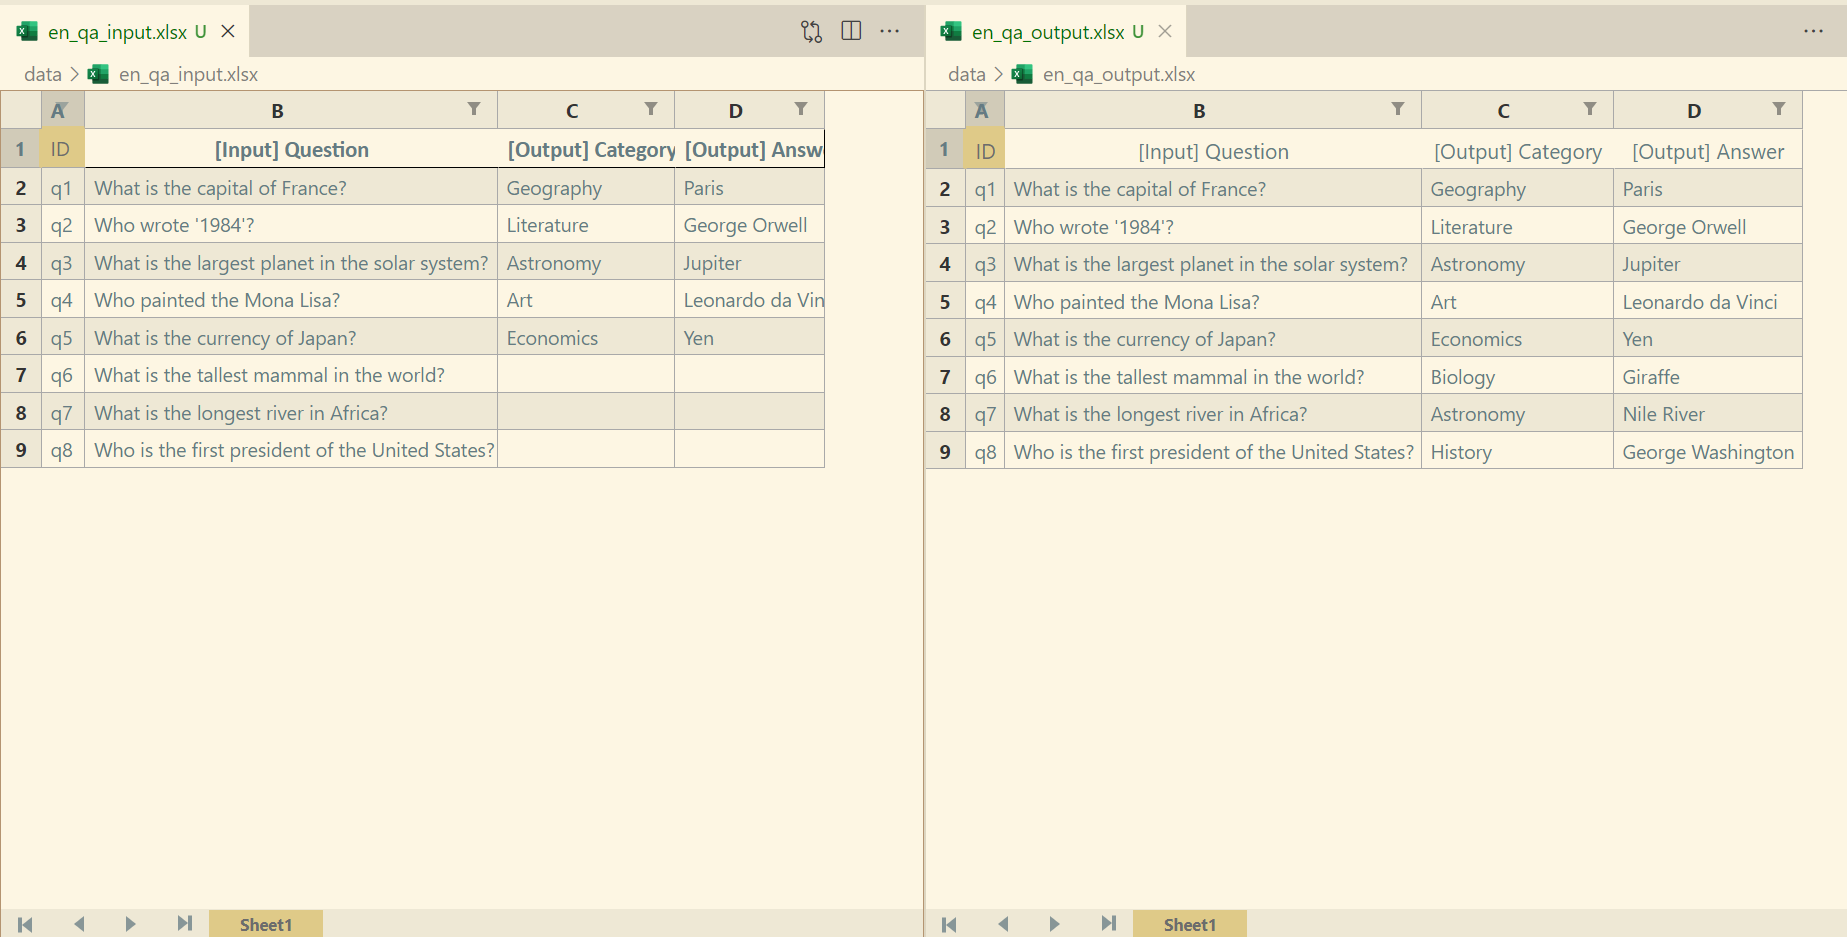 en_qa_input.xlsx U
data > en_qa_input.xlsx
A B C D
1 ID [Input] Question [Output] Category [Output] Answ
2 q1 What is the capital of France? Geography Paris
3 q2 Who wrote '1984'? Literature George Orwell
4 q3 What is the largest planet in the solar system? Astronomy Jupiter
5 q4 Who painted the Mona Lisa? Art Leonardo da Vin
6 q5 What is the currency of Japan? Economics Yen
7 q6 What is the tallest mammal in the world?
8 q7 What is the longest river in Africa?
9 q8 Who is the first president of the United States?
Sheet1
en_qa_output.xlsx U
data > en_qa_output.xlsx
A B C D
1 ID [Input] Question [Output] Category [Output] Answer
2 q1 What is the capital of France? Geography Paris
3 q2 Who wrote '1984'? Literature George Orwell
4 q3 What is the largest planet in the solar system? Astronomy Jupiter
5 q4 Who painted the Mona Lisa? Art Leonardo da Vinci
6 q5 What is the currency of Japan? Economics Yen
7 q6 What is the tallest mammal in the world? Biology Giraffe
8 q7 What is the longest river in Africa? Astronomy Nile River
9 q8 Who is the first president of the United States? History George Washington
Sheet1